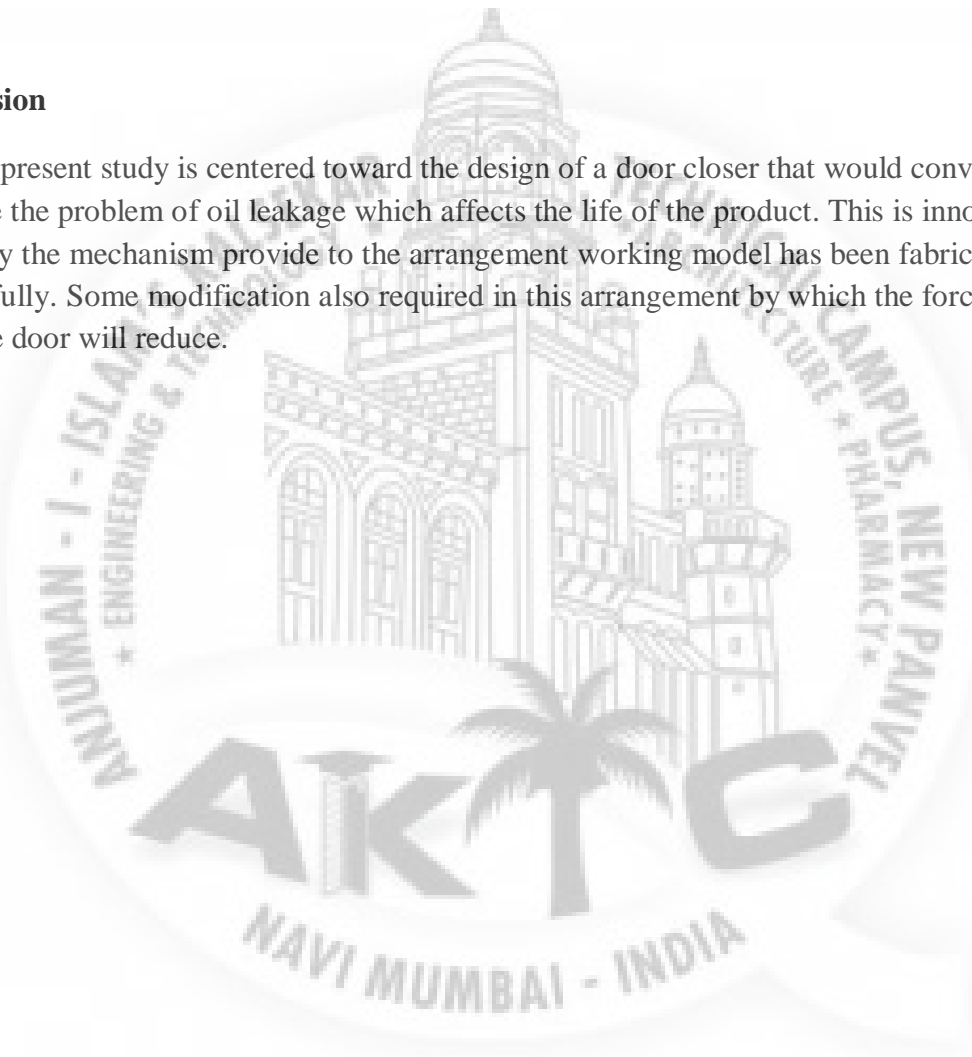 sion
present study is centered toward the design of a door closer that would conv
e the problem of oil leakage which affects the life of the product. This is inno
y the mechanism provide to the arrangement working model has been fabric
fully. Some modification also required in this arrangement by which the forc
e door will reduce.
ANJUMAN - I - ISLAM'S KALSEKAR TECHNICAL CAMPUS, NEW PANVEL
* ENGINEERING & TECHNOLOGY * ARCHITECTURE * PHARMACY *
AKTC
NAVI MUMBAI - INDIA